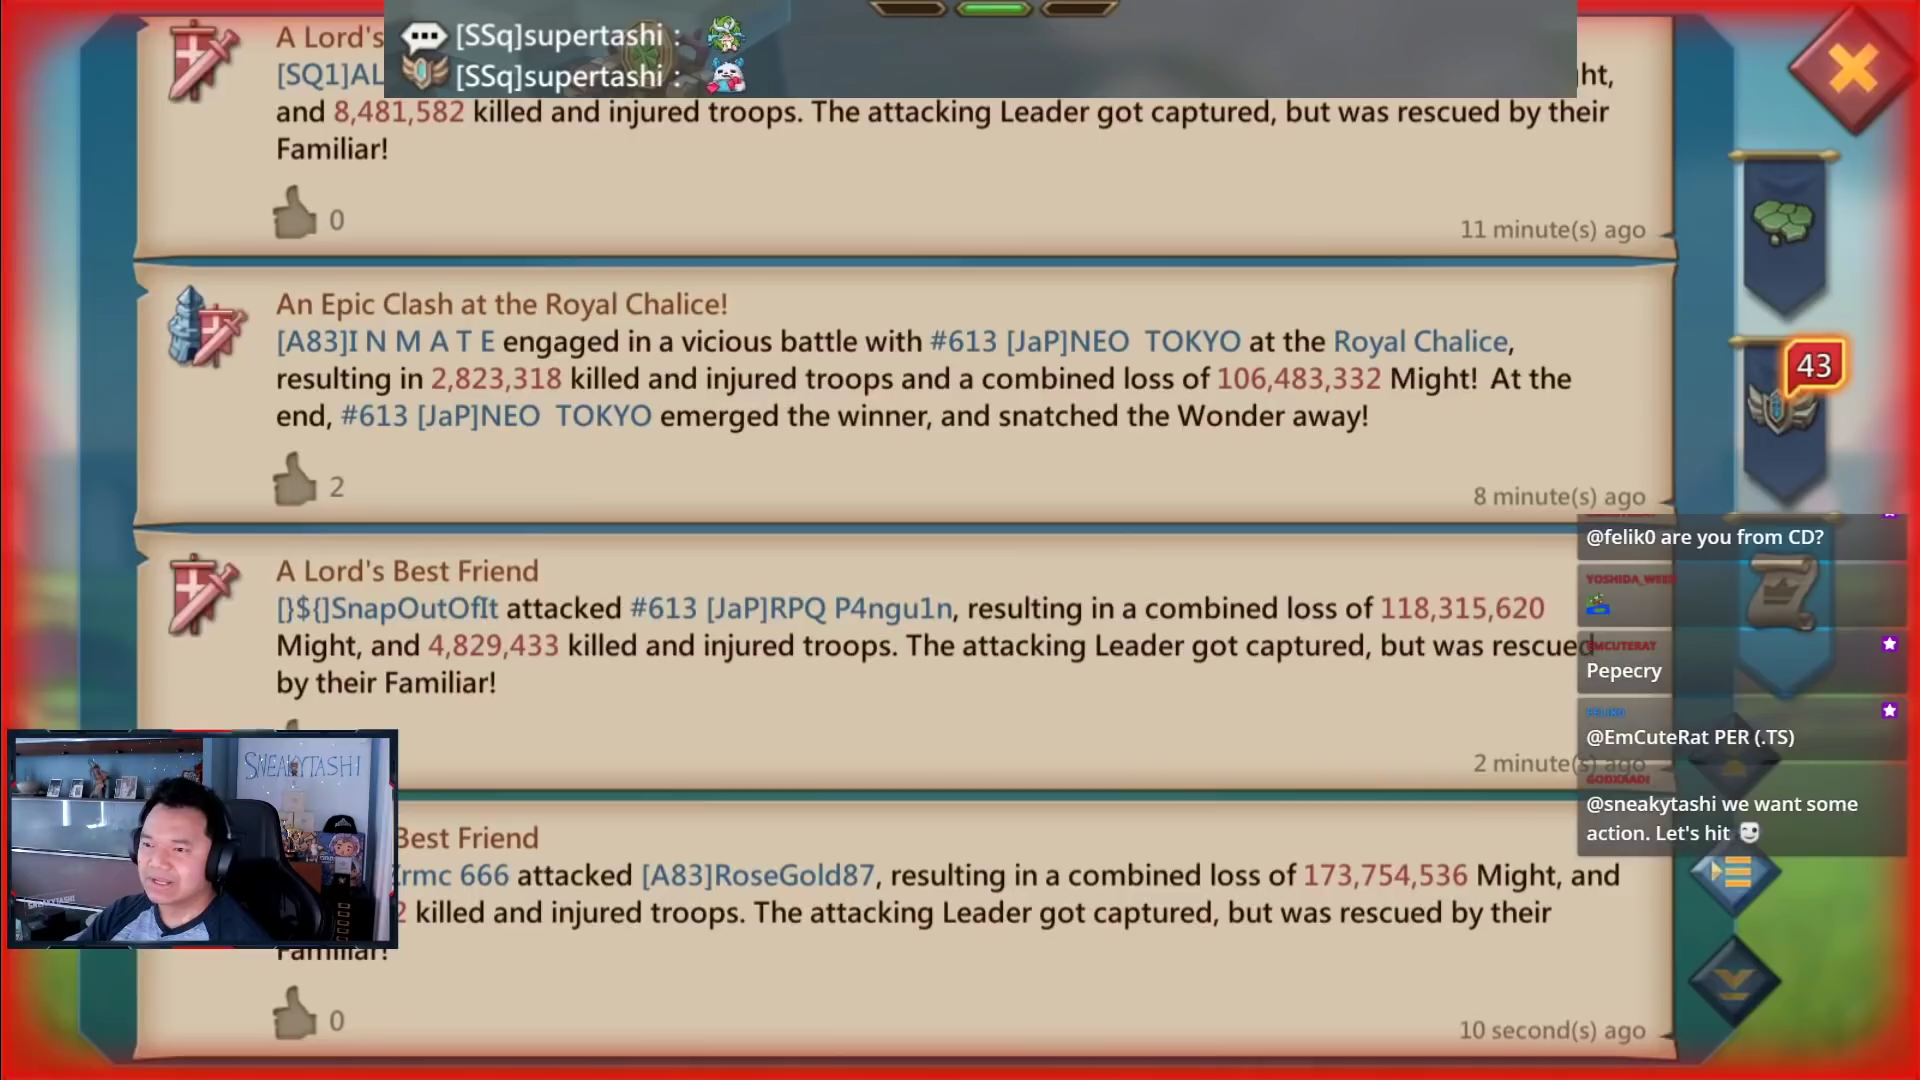 A Lord's
[SSq]supertashi :
[SQ1]AL
[SSq]supertashi :
ht,
and 8,481,582 killed and injured troops. The attacking Leader got captured, but was rescued by their
Familiar!
0
11 minute(s) ago
An Epic Clash at the Royal Chalice!
[A83]I N M A T E engaged in a vicious battle with #613 [JaP]NEO TOKYO at the Royal Chalice,
resulting in 2,823,318 killed and injured troops and a combined loss of 106,483,332 Might! At the
end, #613 [JaP]NEO TOKYO emerged the winner, and snatched the Wonder away!
2
8 minute(s) ago
43
A Lord's Best Friend
[}${]SnapOutOfIt attacked #613 [JaP]RPQ P4ngu1n, resulting in a combined loss of 118,315,620
Might, and 4,829,433 killed and injured troops. The attacking Leader got captured, but was rescued
by their Familiar!
2 minute(s) ago
Best Friend
rmc 666 attacked [A83]RoseGold87, resulting in a combined loss of 173,754,536 Might, and
2 killed and injured troops. The attacking Leader got captured, but was rescued by their
Familiar!
0
10 second(s) ago
@felik0 are you from CD?
YOSHIDA_WEEB
EMCUTERAT
Pepecry
FELIK0
@EmCuteRat PER (.TS)
GODXAADI
@sneakytashi we want some
action. Let's hit
SNEAKYTASHI
SNEAKYTASHI